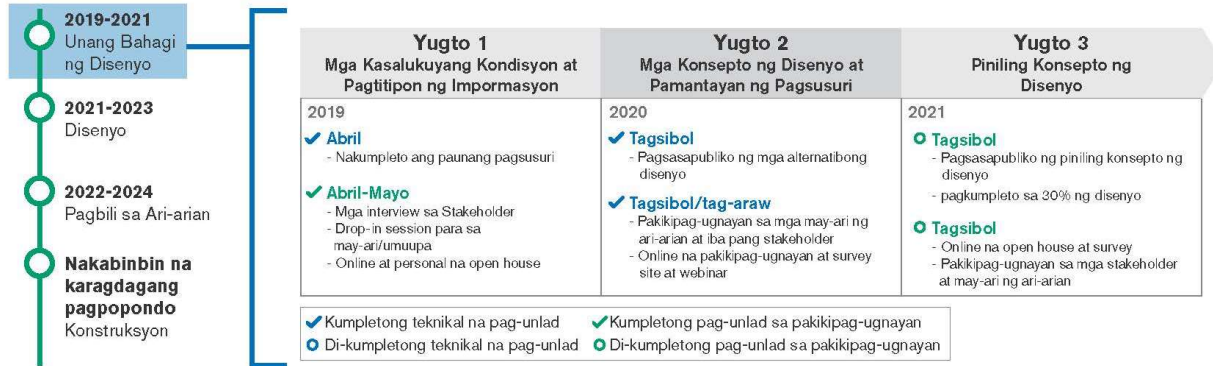 2019-2021
Unang Bahagi
ng Disenyo
2021-2023
Disenyo
2022-2024
Pagbili sa Ari-arian
Nakabinbin na
karagdagang
pagpopondo
Konstruksyon
Yugto 1
Mga Kasalukuyang Kondisyon at
Pagtitipon ng Impormasyon
2019
Abril
- Nakumpleto ang paunang pagsusuri
Abril-Mayo
- Mga interview sa Stakeholder
- Drop-in session para sa
may-ari/umuupa
- Online at personal na open house
Yugto 2
Mga Konsepto ng Disenyo at
Pamantayan ng Pagsusuri
2020
Tagsibol
- Pagsasapubliko ng mga alternatibong
disenyo
Tagsibol/tag-araw
- Pakikipag-ugnayan sa mga may-ari ng
ari-arian at iba pang stakeholder
- Online na pakikipag-ugnayan at survey
site at webinar
Yugto 3
Piniling Konsepto ng
Disenyo
2021
Tagsibol
- Pagsasapubliko ng piniling konsepto ng
disenyo
- pagkumpleto sa 30% ng disenyo
Tagsibol
- Online na open house at survey
- Pakikipag-ugnayan sa mga stakeholder
at may-ari ng ari-arian
Kumpletong teknikal na pag-unlad
Kumpletong pag-unlad sa pakikipag-ugnayan
Di-kumpletong teknikal na pag-unlad
Di-kumpletong pag-unlad sa pakikipag-ugnayan